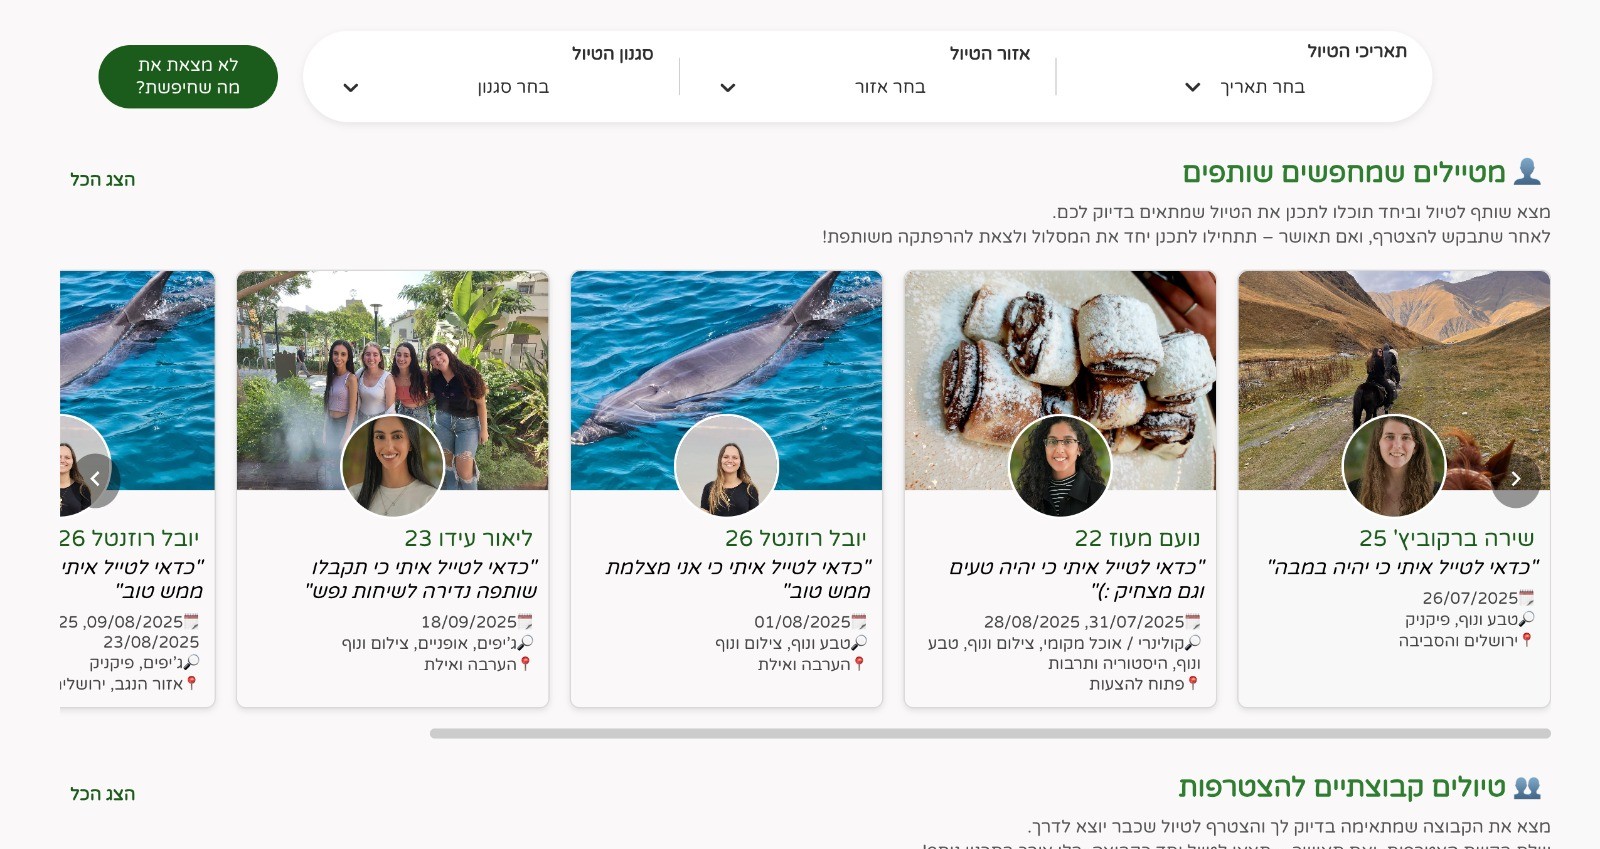 תאריכי הטיול
בחר תאריך
אזור הטיול
בחר אזור
סגנון הטיול
בחר סגנון
לא מצאת את
מה שחיפשת?
מטיילים שמחפשים שותפים
הצג הכל
מצא שותף לטיול וביחד תוכלו לתכנן את הטיול שמתאים בדיוק לכם.
לאחר שתבקש להצטרף, ואם תאושר – תתחילו לתכנן יחד את המסלול ולצאת להרפתקה משותפת!
שירה ברקוביץ' 25
"כדאי לטייל איתי כי יהיה במבה"
26/07/2025
טבע ונוף, פיקניק
ירושלים והסביבה
נועם מעוז 22
"כדאי לטייל איתי כי יהיה טעים
וגם מצחיק :)"
31/07/2025, 28/08/2025
קולינרי / אוכל מקומי, צילום ונוף, טבע
ונוף, היסטוריה ותרבות
פתוח להצעות
יובל רוזנטל 26
"כדאי לטייל איתי כי אני מצלמת
ממש טוב"
01/08/2025
טבע ונוף, צילום ונוף
הערבה ואילת
ליאור עידו 23
"כדאי לטייל איתי כי תקבלו
שותפה נדירה לשיחות נפש"
18/09/2025
ג'יפים, אופניים, צילום ונוף
הערבה ואילת
יובל רוזנטל 26
"כדאי לטייל איתי
ממש טוב"
09/08/2025, 25
23/08/2025
ג'יפים, פיקניק
אזור הנגב,
טיולים קבוצתיים להצטרפות
הצג הכל
מצא את הקבוצה שמתאימה בדיוק לך והצטרף לטיול שכבר יוצא לדרך.